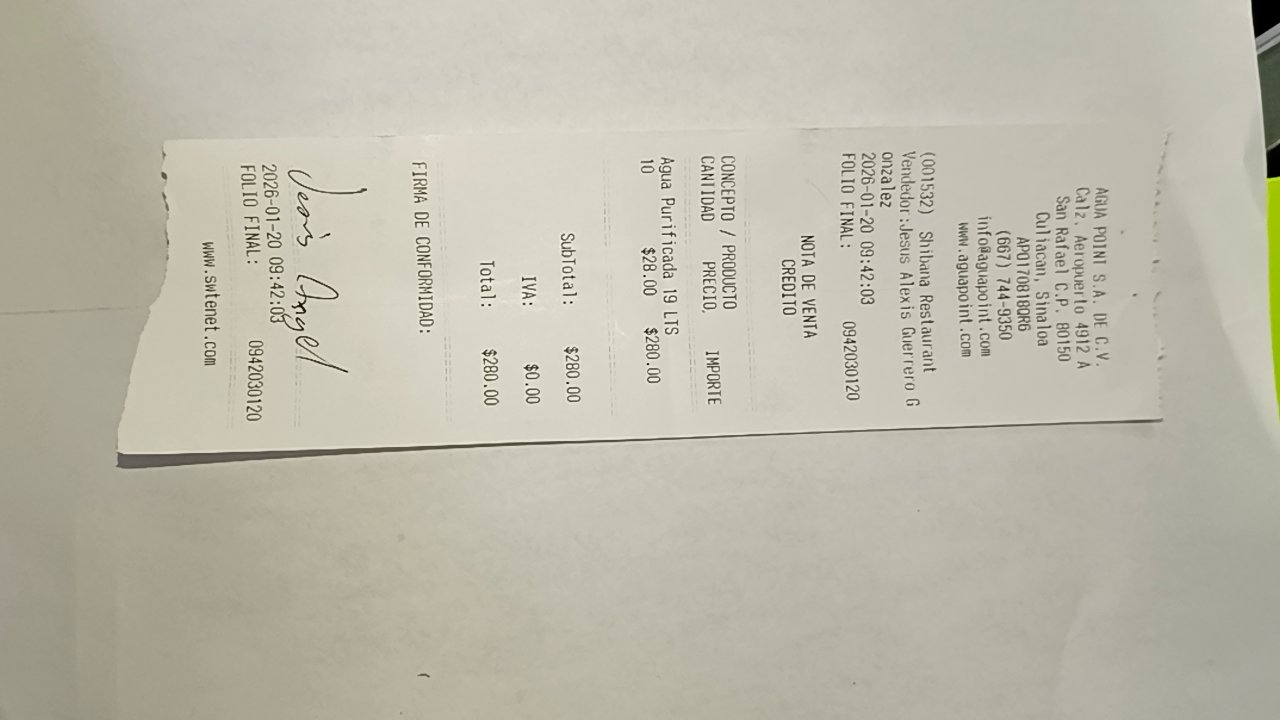 AGUA POINT S.A. DE C.V.
Calz. Aeropuerto 4912 A
San Rafael C.P. 80150
Culiacan, Sinaloa
APO170818QR6
(667) 744-9350
info@aguapoint.com
www.aguapoint.com
(001532) Shibana Restaurant
Vendedor:Jesus Alexis Guerrero G
onzalez
2026-01-20 09:42:03
FOLIO FINAL: 0942030120
NOTA DE VENTA
CREDITO
CONCEPTO / PRODUCTO
CANTIDAD PRECIO, IMPORTE
Agua Purificada 19 LTS
10 $28.00 $280.00
SubTotal: $280.00
IVA: $0.00
Total: $280.00
FIRMA DE CONFORMIDAD:
Jesús Angel
2026-01-20 09:42:03
FOLIO FINAL: 0942030120
www.swtenet.com